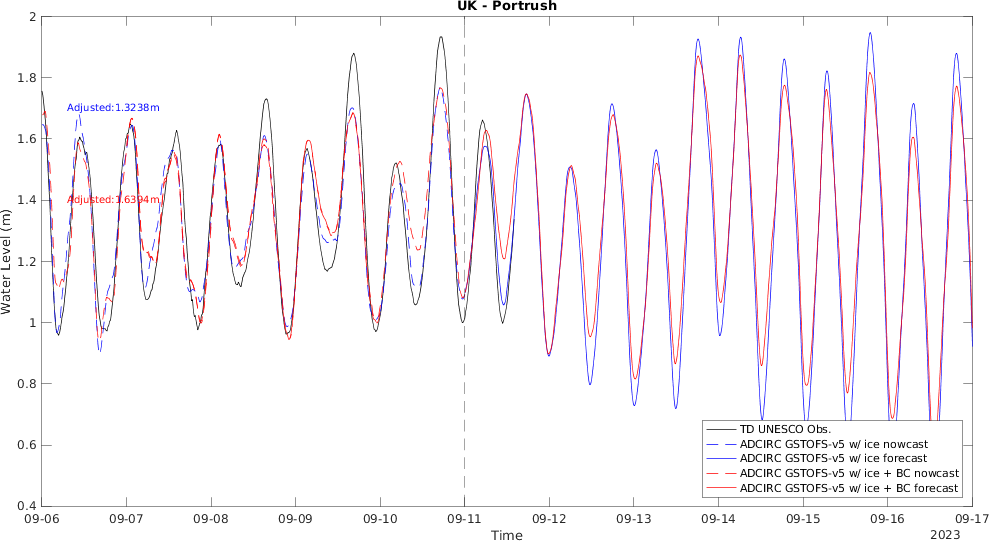 UK - Portrush
2
1.8
1.6
1.4
1.2
1
0.8
0.6
0.4
Water Level (m)
Adjusted:1.3238m
Adjusted:1.6394m
TD UNESCO Obs.
ADCIRC GSTOFS-v5 w/ ice nowcast
ADCIRC GSTOFS-v5 w/ ice forecast
ADCIRC GSTOFS-v5 w/ ice + BC nowcast
ADCIRC GSTOFS-v5 w/ ice + BC forecast
09-06 09-07 09-08 09-09 09-10 09-11 09-12 09-13 09-14 09-15 09-16 09-17
Time
2023